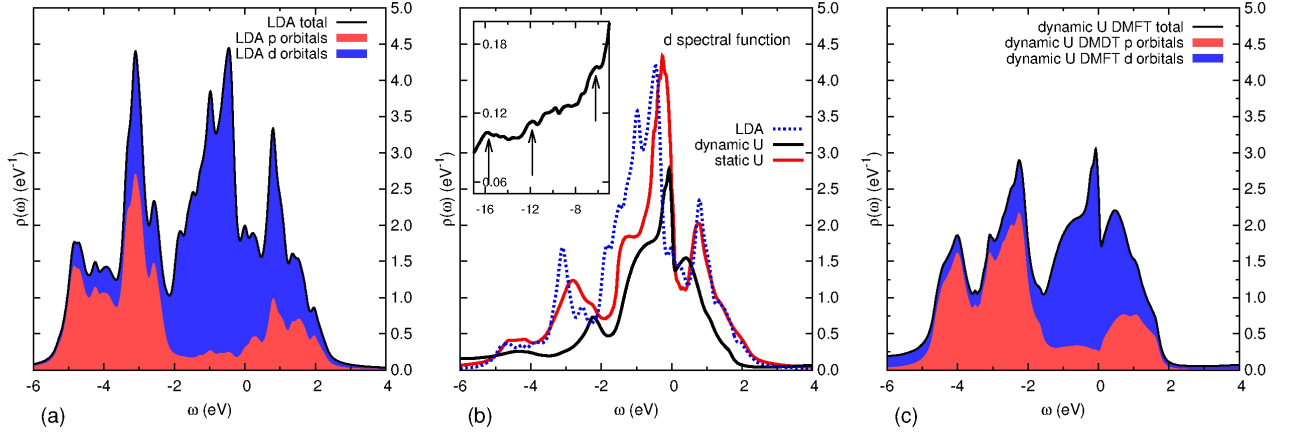 LDA total
LDA p orbitals
LDA d orbitals
5.0
4.5
4.0
3.5
3.0
2.5
2.0
1.5
1.0
0.5
0.0
ρ(ω) (eV⁻¹)
-6 -4 -2 0 2 4
(a) ω (eV)
0.18
0.12
0.06
-16 -12 -8
d spectral function
LDA
dynamic U
static U
5.0
4.5
4.0
3.5
3.0
2.5
2.0
1.5
1.0
0.5
0.0
ρ(ω) (eV⁻¹)
-6 -4 -2 0 2 4
(b) ω (eV)
dynamic U DMFT total
dynamic U DMDT p orbitals
dynamic U DMFT d orbitals
5.0
4.5
4.0
3.5
3.0
2.5
2.0
1.5
1.0
0.5
0.0
ρ(ω) (eV⁻¹)
-6 -4 -2 0 2 4
(c) ω (eV)